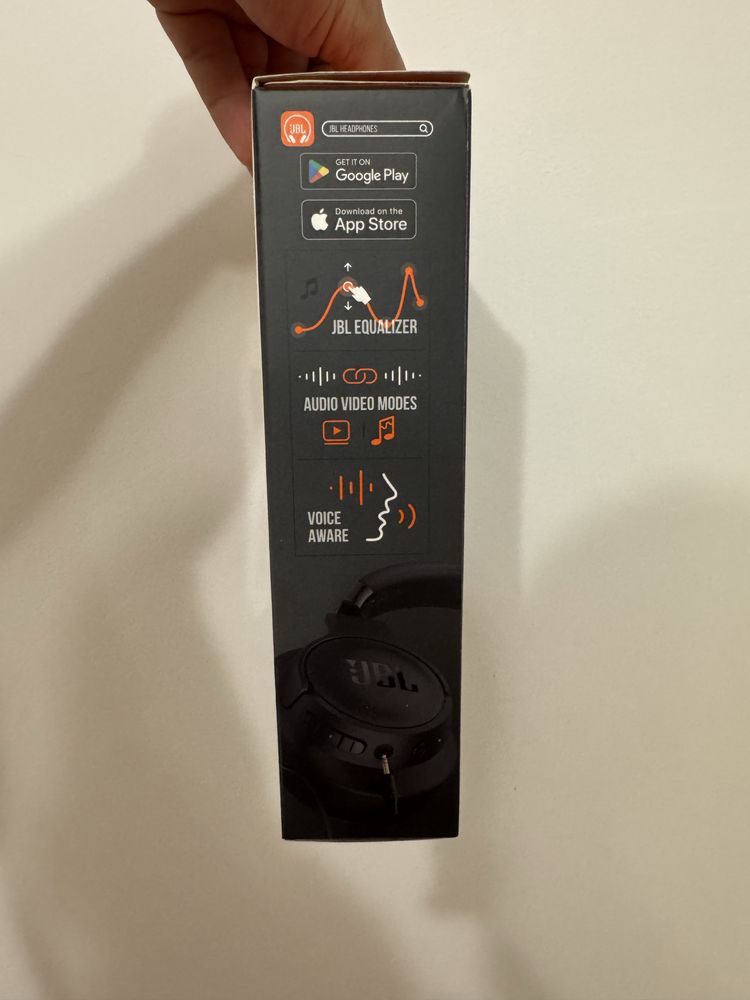 JBL
JBL HEADPHONES
GET IT ON
Google Play
Download on the
App Store
JBL EQUALIZER
AUDIO VIDEO MODES
VOICE
AWARE
JBL